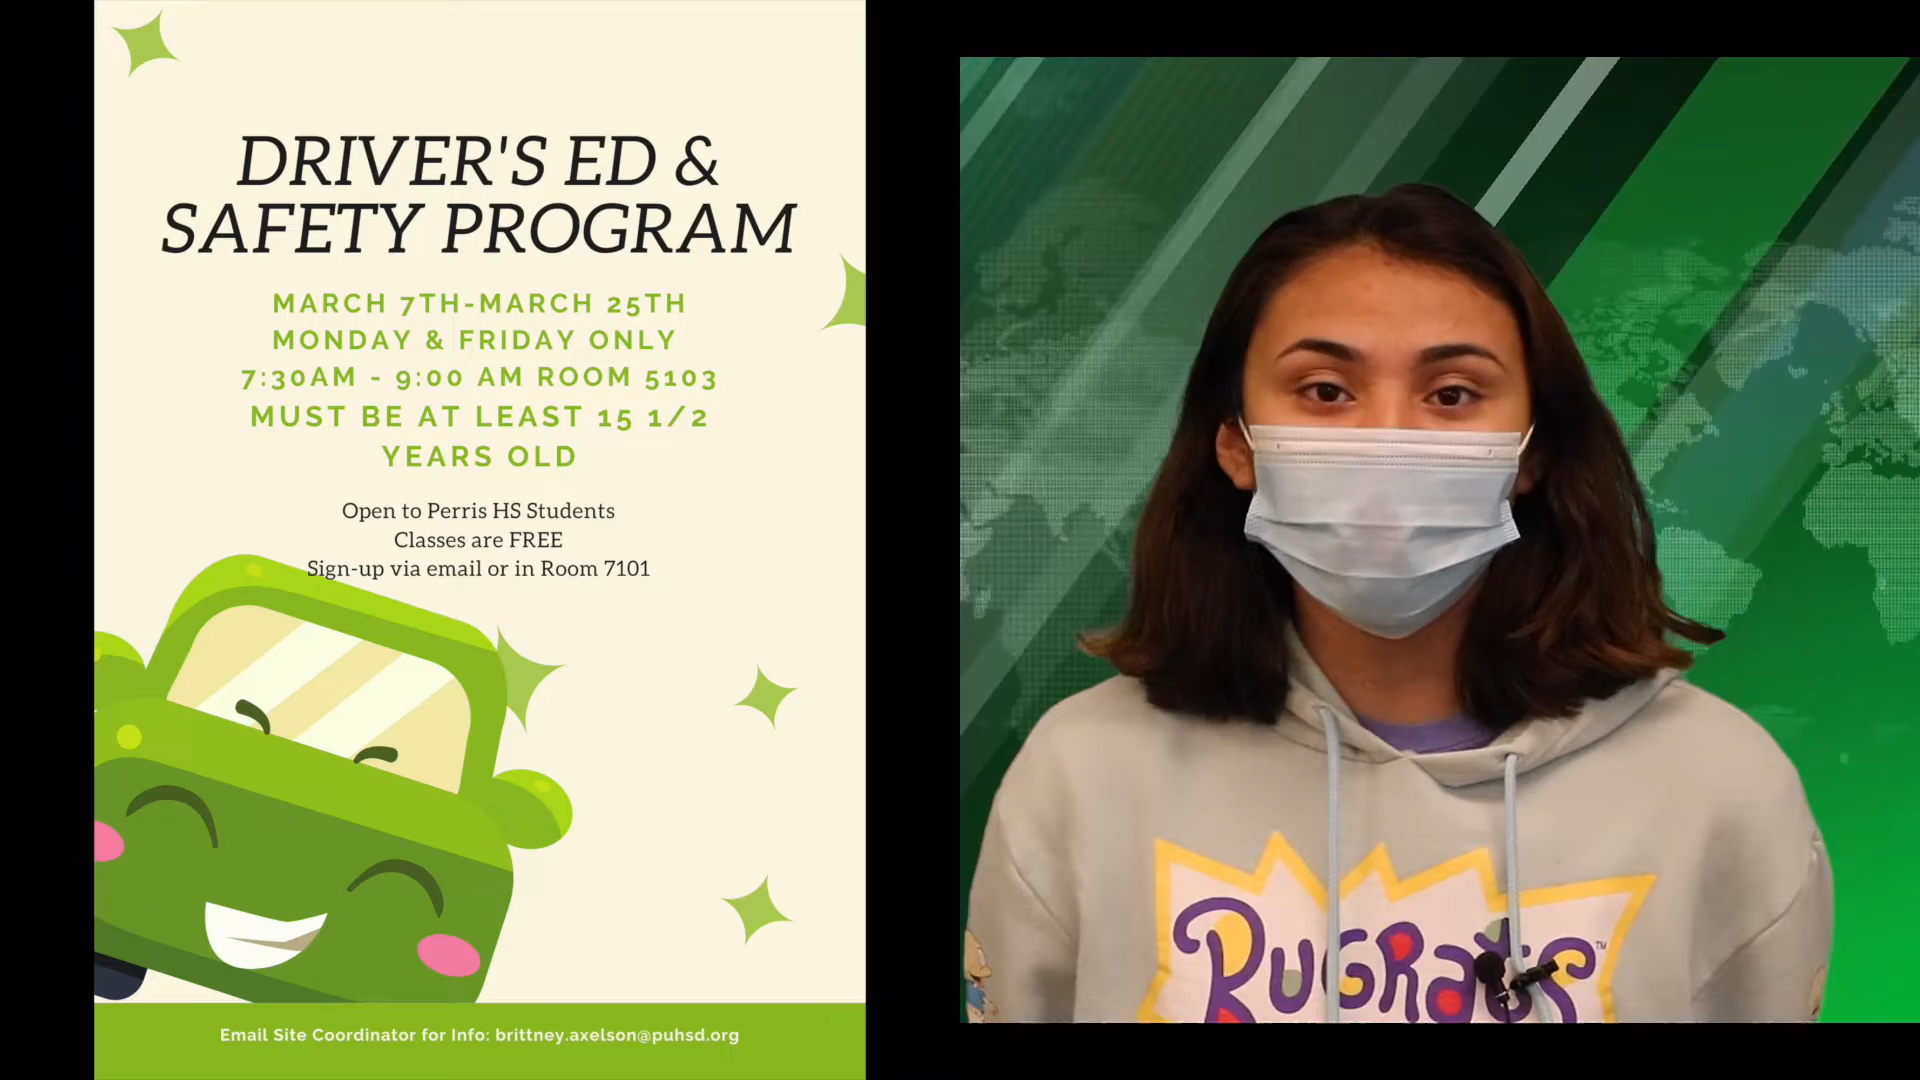 DRIVER'S ED &
SAFETY PROGRAM
MARCH 7TH-MARCH 25TH
MONDAY & FRIDAY ONLY
7:30AM - 9:00 AM ROOM 5103
MUST BE AT LEAST 15 1/2
YEARS OLD
Open to Perris HS Students
Classes are FREE
Sign-up via email or in Room 7101
Email Site Coordinator for Info: brittney.axelson@puhsd.org
RUGRatS™